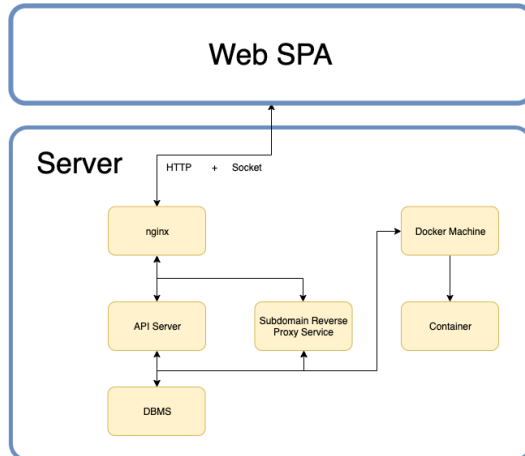 Web SPA
Server
HTTP + Socket
nginx
Docker Machine
API Server
Subdomain Reverse
Proxy Service
Container
DBMS